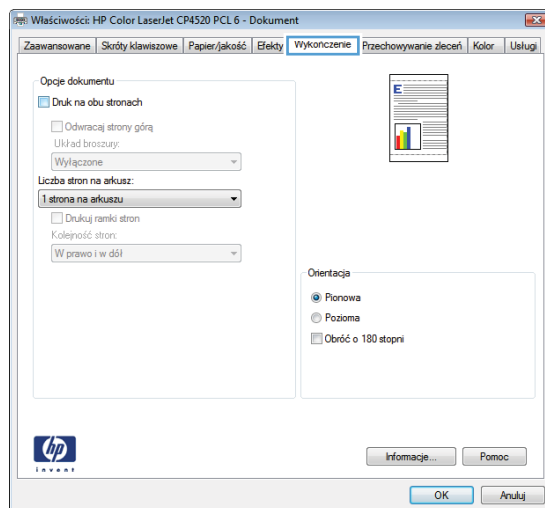 Właściwości: HP Color LaserJet CP4520 PCL 6 - Dokument
Zaawansowane Skróty klawiszowe Papier/jakość Efekty Wykończenie Przechowywanie zleceń Kolor Usługi
Opcje dokumentu
Druk na obu stronach
Odwracaj strony górą
Układ broszury:
Wyłączone
Liczba stron na arkusz:
1 strona na arkuszu
Drukuj ramki stron
Kolejność stron:
W prawo i w dół
E
Orientacja
Pionowa
Pozioma
Obróć o 180 stopni
hp
invent
Informacje... Pomoc
OK Anuluj